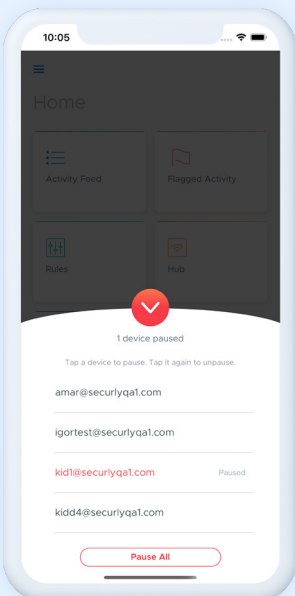 10:05
Home
Activity Feed
Flagged Activity
Rules
Hub
1 device paused
Tap a device to pause. Tap it again to unpause.
amar@securlyqa1.com
igortest@securlyqa1.com
kid1@securlyqa1.com
Paused
kidd4@securlyqa1.com
Pause All